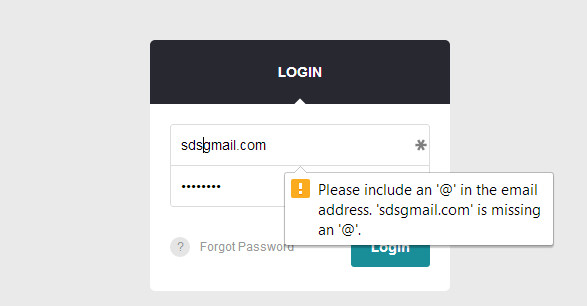 LOGIN
sdsgmail.com
••••••••
Please include an '@' in the email
address. 'sdsgmail.com' is missing
an '@'.
? Forgot Password
Login